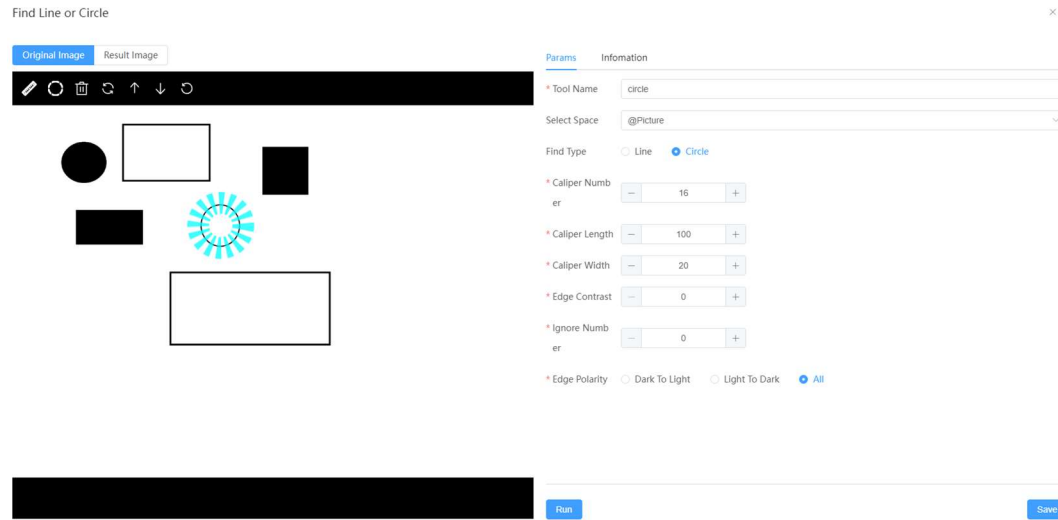 Find Line or Circle
Original Image
Result Image
Params
Infomation
* Tool Name
circle
Select Space
@Picture
Find Type
Line
Circle
* Caliper Numb
er
16
* Caliper Length
100
* Caliper Width
20
* Edge Contrast
0
* Ignore Numb
er
0
* Edge Polarity
Dark To Light
Light To Dark
All
Run
Save